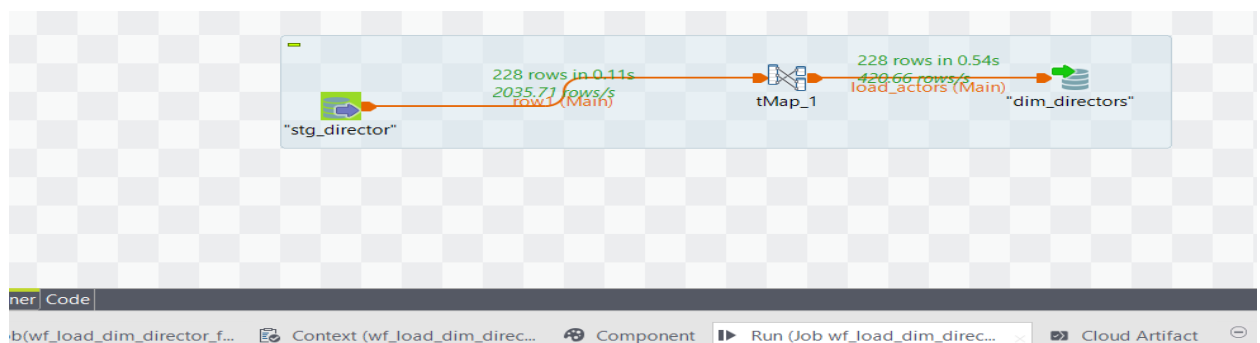 228 rows in 0.11s
2035.71 rows/s
row1 (Main)
"stg_director"
tMap_1
228 rows in 0.54s
420.66 rows/s
load_actors (Main)
"dim_directors"
ner Code
ob(wf_load_dim_director_f... Context (wf_load_dim_direc... Component Run (Job wf_load_dim_direc... Cloud Artifact